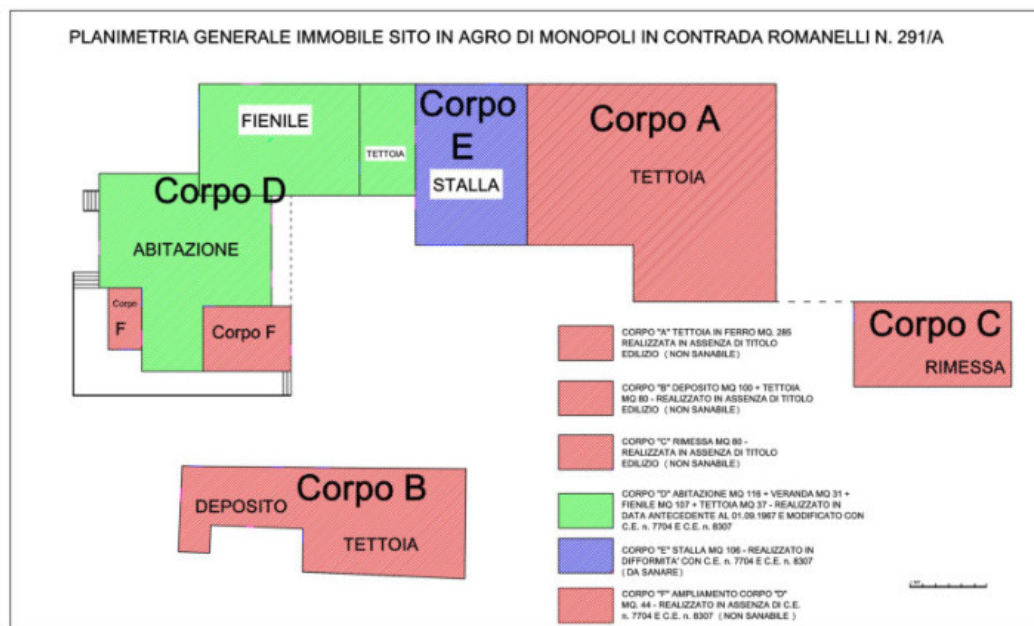 PLANIMETRIA GENERALE IMMOBILE SITO IN AGRO DI MONOPOLI IN CONTRADA ROMANELLI N. 291/A
FIENILE
TETTOIA
Corpo
E
STALLA
Corpo A
TETTOIA
Corpo D
ABITAZIONE
Corpo
F
Corpo F
Corpo C
RIMESSA
CORPO "A" TETTOIA IN FERRO MQ. 285
REALIZZATA IN ASSENZA DI TITOLO
EDILIZIO ( NON SANABILE )
CORPO "B" DEPOSITO MQ 100 + TETTOIA
MQ 80 - REALIZZATO IN ASSENZA DI TITOLO
EDILIZIO (NON SANABILE)
CORPO "C" RIMESSA MQ 80 -
REALIZZATA IN ASSENZA DI TITOLO
EDILIZIO ( NON SANABILE )
CORPO "D" ABITAZIONE MQ 116 + VERANDA MQ 31 +
FIENILE MQ 107 + TETTOIA MQ 37 - REALIZZATO IN
DATA ANTECEDENTE AL 01.09.1967 E MODIFICATO CON
C.E. n. 7704 E C.E. n. 8307
CORPO "E" STALLA MQ 106 - REALIZZATO IN
DIFFORMITA' CON C.E. n. 7704 E C.E. n. 8307
( DA SANARE )
CORPO "F" AMPLIAMENTO CORPO "D"
MQ. 44 - REALIZZATO IN ASSENZA DI C.E.
n. 7704 E C.E. n. 8307 ( NON SANABILE )
Corpo B
DEPOSITO
TETTOIA